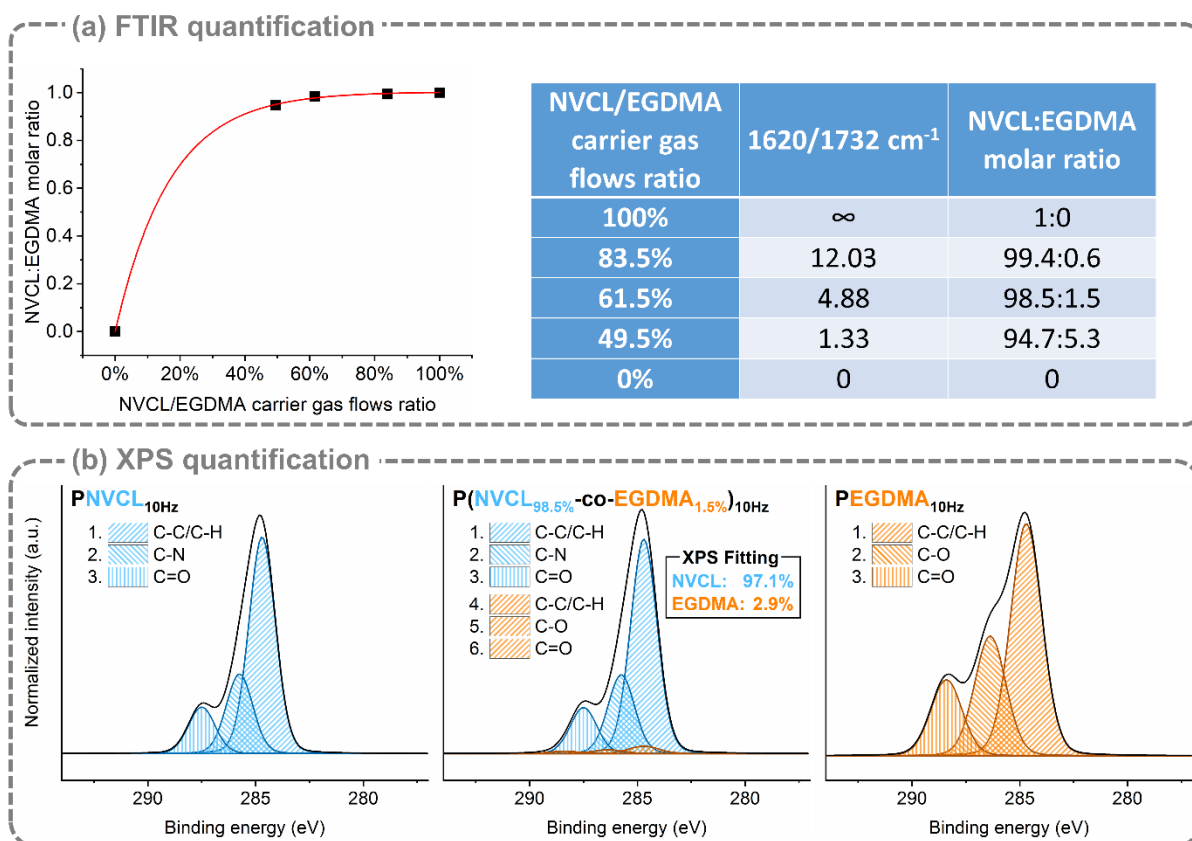 (a) FTIR quantification
NVCL:EGDMA molar ratio
1.0
0.8
0.6
0.4
0.2
0.0
0% 20% 40% 60% 80% 100%
NVCL/EGDMA carrier gas flows ratio
NVCL/EGDMA
carrier gas
flows ratio
1620/1732 cm⁻¹
NVCL:EGDMA
molar ratio
100% ∞ 1:0
83.5% 12.03 99.4:0.6
61.5% 4.88 98.5:1.5
49.5% 1.33 94.7:5.3
0% 0 0
(b) XPS quantification
Normalized intensity (a.u.)
PNVCL10Hz
1. C-C/C-H
2. C-N
3. C=O
290 285 280
Binding energy (eV)
P(NVCL98.5%-co-EGDMA1.5%)10Hz
1. C-C/C-H
2. C-N
3. C=O
4. C-C/C-H
5. C-O
6. C=O
XPS Fitting
NVCL: 97.1%
EGDMA: 2.9%
290 285 280
Binding energy (eV)
PEGDMA10Hz
1. C-C/C-H
2. C-O
3. C=O
290 285 280
Binding energy (eV)